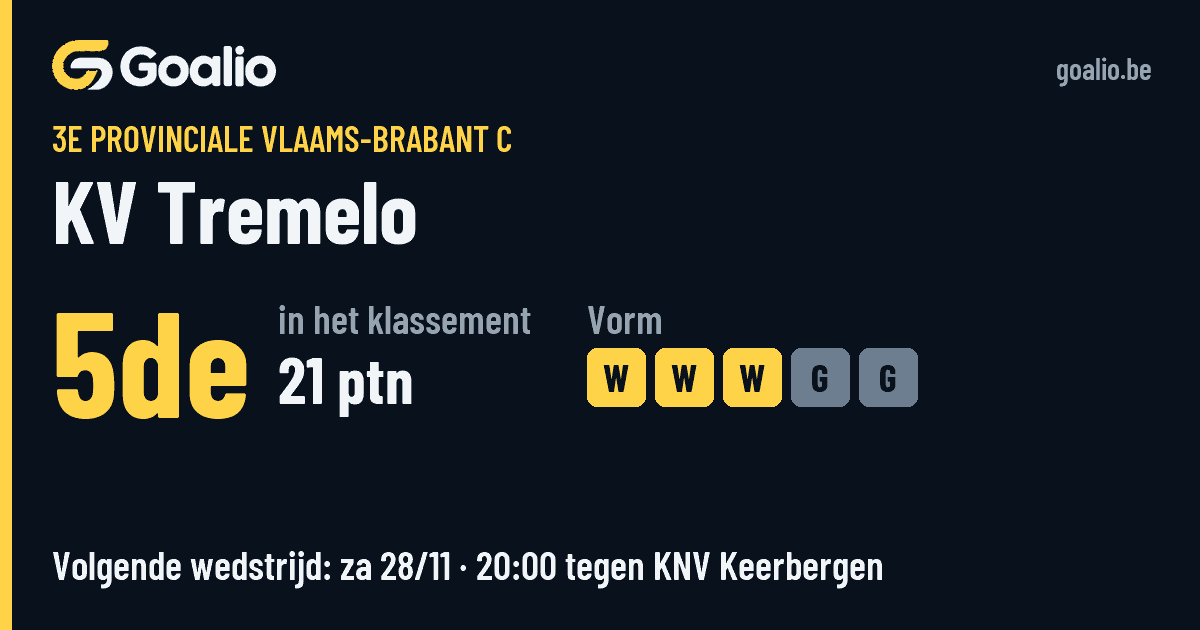 Goalio
goalio.be
3E PROVINCIALE VLAAMS-BRABANT C
KV Tremelo
5de
in het klassement
21 ptn
Vorm
W W W G G
Volgende wedstrijd: za 28/11 · 20:00 tegen KNV Keerbergen